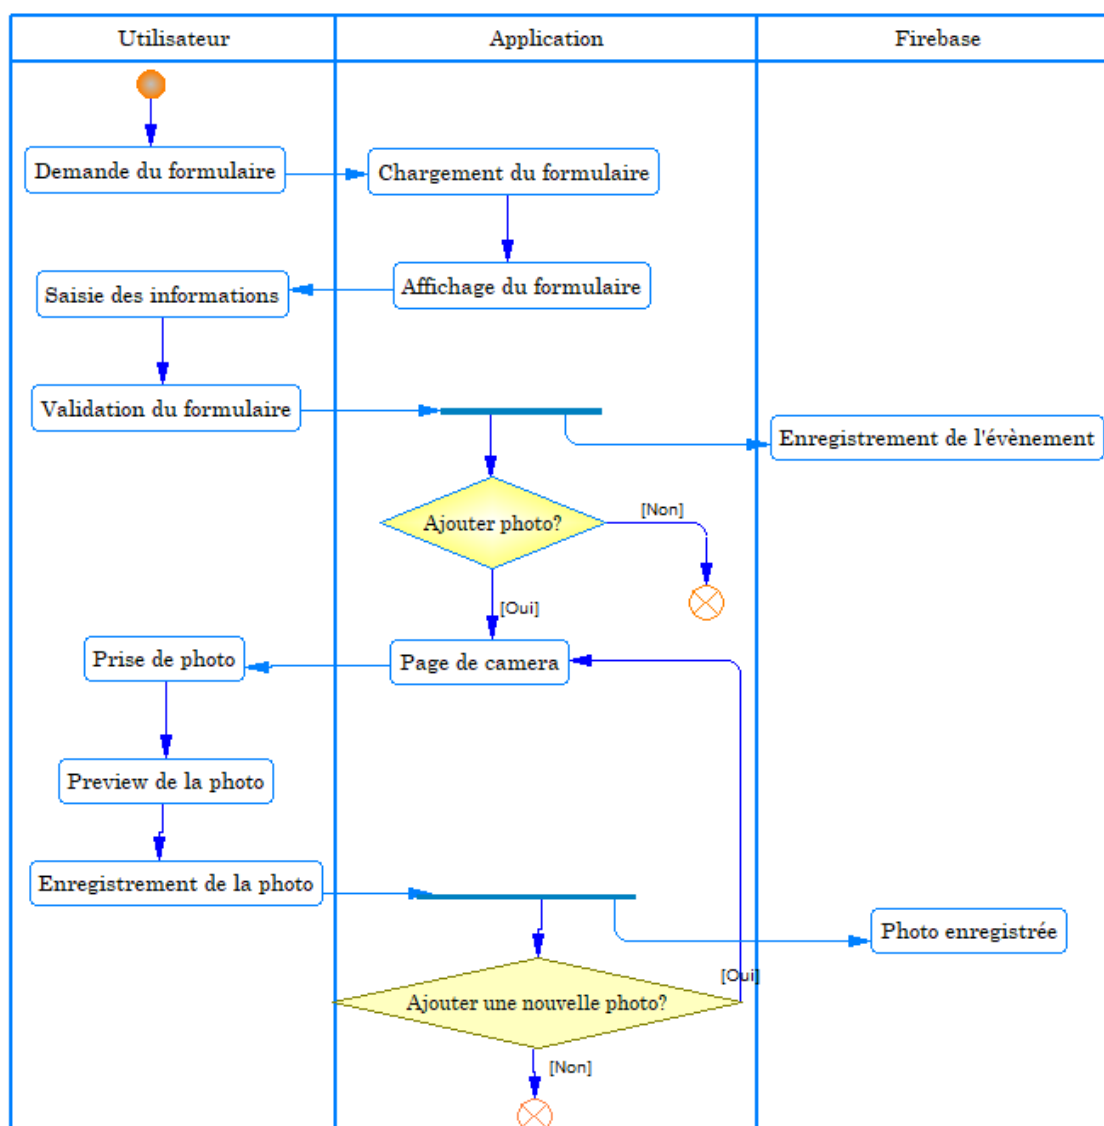 Utilisateur
Application
Firebase
Demande du formulaire
Chargement du formulaire
Affichage du formulaire
Saisie des informations
Validation du formulaire
Enregistrement de l'évènement
Ajouter photo?
[Non]
[Oui]
Page de camera
Prise de photo
Preview de la photo
Enregistrement de la photo
Photo enregistrée
Ajouter une nouvelle photo?
[Oui]
[Non]